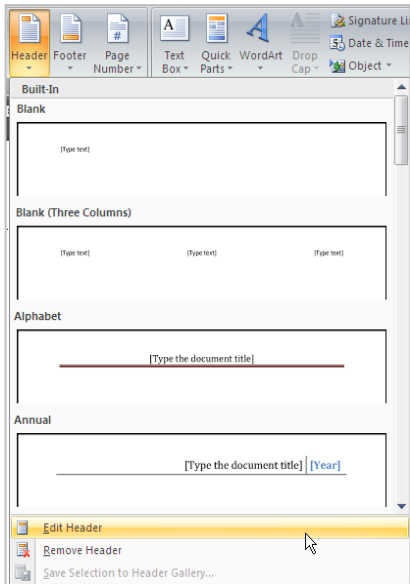 Signature Li
Date & Time
Object
Header Footer Page Number Text Box Quick Parts WordArt Drop Cap
Built-In
Blank
[Type text]
Blank (Three Columns)
[Type text] [Type text] [Type text]
Alphabet
[Type the document title]
Annual
[Type the document title] [Year]
Edit Header
Remove Header
Save Selection to Header Gallery...